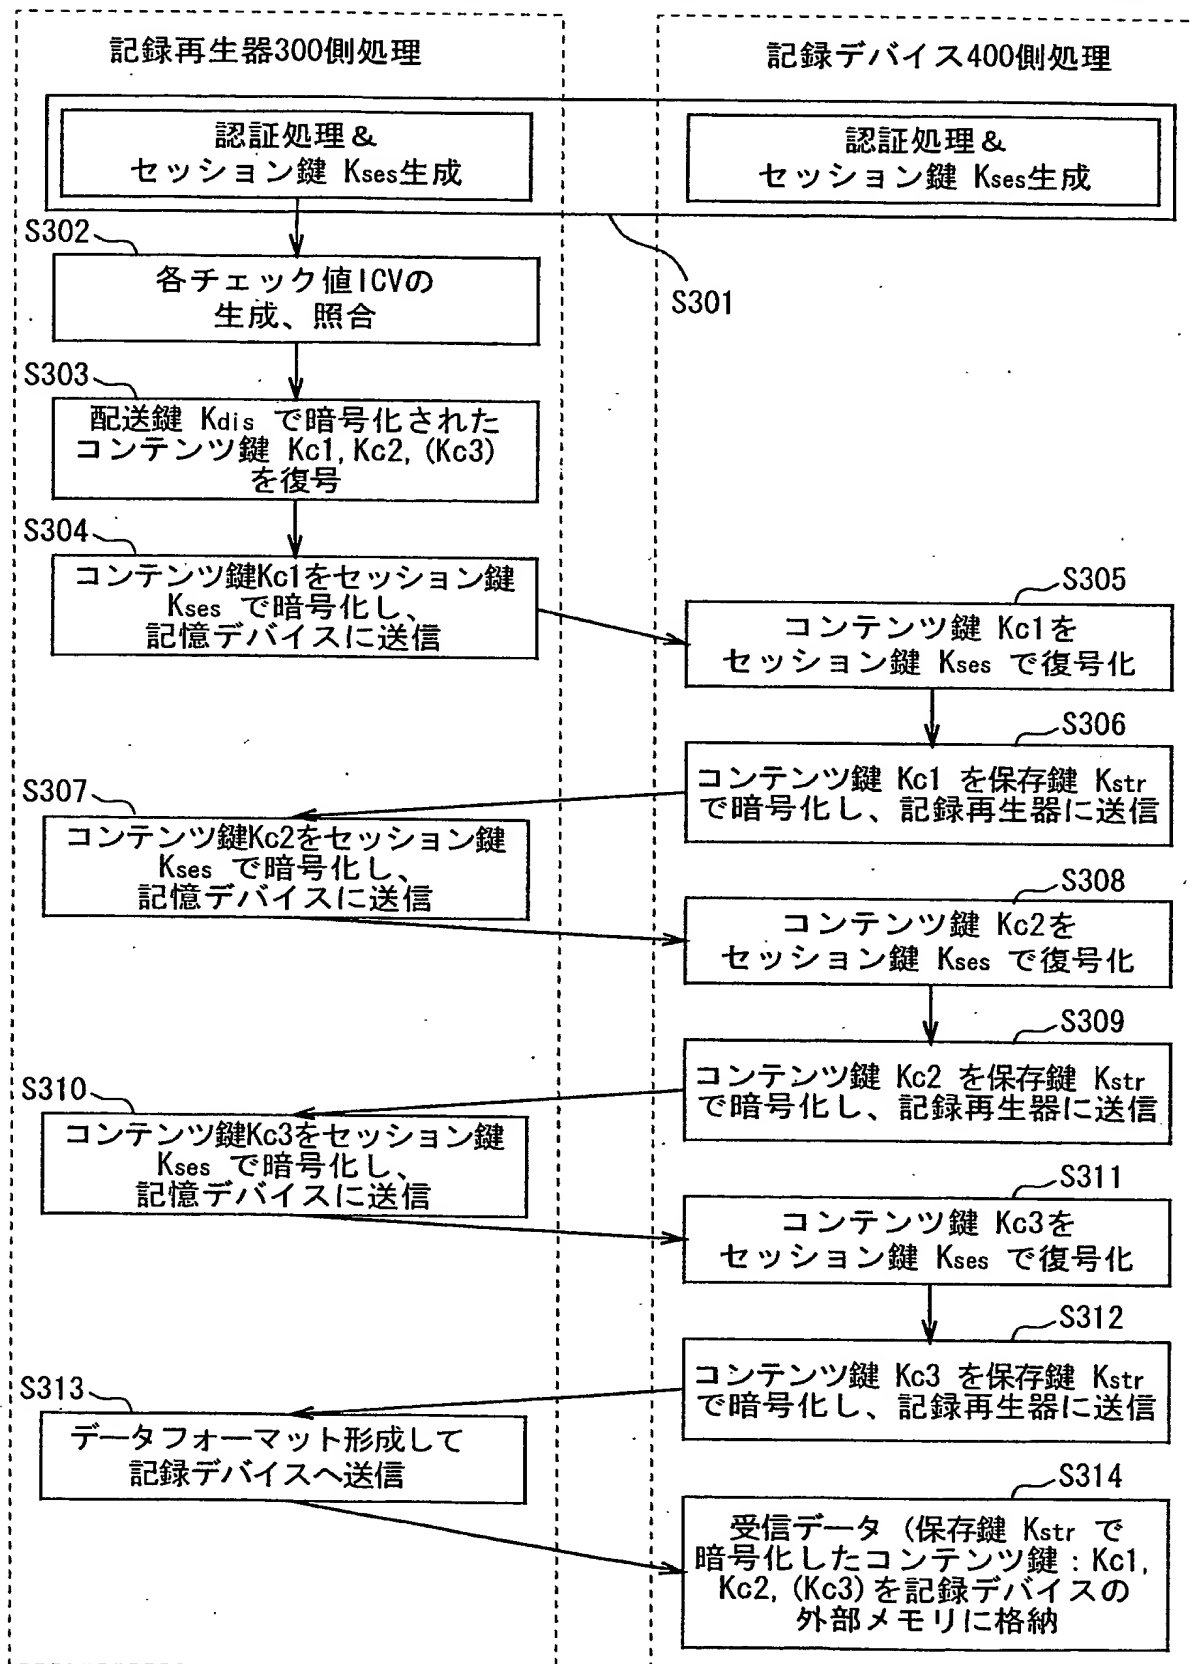 記録再生器300側処理
記録デバイス400側処理
認証処理&
セッション鍵 Kses生成
認証処理&
セッション鍵 Kses生成
S301
S302
各チェック値ICVの
生成、照合
S303
配送鍵 Kdis で暗号化された
コンテンツ鍵 Kc1, Kc2, (Kc3)
を復号
S304
コンテンツ鍵Kc1をセッション鍵
Kses で暗号化し、
記憶デバイスに送信
S305
コンテンツ鍵 Kc1を
セッション鍵 Kses で復号化
S306
コンテンツ鍵 Kc1 を保存鍵 Kstr
で暗号化し、記録再生器に送信
S307
コンテンツ鍵Kc2をセッション鍵
Kses で暗号化し、
記憶デバイスに送信
S308
コンテンツ鍵 Kc2を
セッション鍵 Kses で復号化
S309
コンテンツ鍵 Kc2 を保存鍵 Kstr
で暗号化し、記録再生器に送信
S310
コンテンツ鍵Kc3をセッション鍵
Kses で暗号化し、
記憶デバイスに送信
S311
コンテンツ鍵 Kc3を
セッション鍵 Kses で復号化
S312
コンテンツ鍵 Kc3 を保存鍵 Kstr
で暗号化し、記録再生器に送信
S313
データフォーマット形成して
記録デバイスへ送信
S314
受信データ (保存鍵 Kstr で
暗号化したコンテンツ鍵:Kc1,
Kc2, (Kc3)を記録デバイスの
外部メモリに格納